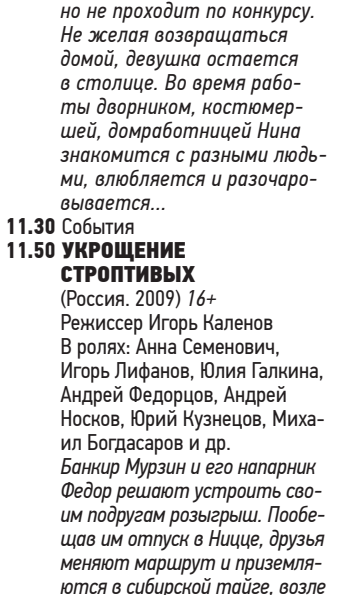 но не проходит по конкурсу.
Не желая возвращаться
домой, девушка остается
в столице. Во время рабо-
ты дворником, костюмер-
шей, домработницей Нина
знакомится с разными людь-
ми, влюбляется и разочаро-
вывается...
11.30 События
11.50 УКРОЩЕНИЕ
СТРОПТИВЫХ
(Россия. 2009) 16+
Режиссер Игорь Каленов
В ролях: Анна Семенович,
Игорь Лифанов, Юлия Галкина,
Андрей Федорцов, Андрей
Носков, Юрий Кузнецов, Миха-
ил Богдасаров и др.
Банкир Мурзин и его напарник
Федор решают устроить сво-
им подругам розыгрыш. Пообе-
щав им отпуск в Ницце, друзья
меняют маршрут и приземля-
ются в сибирской тайге, возле